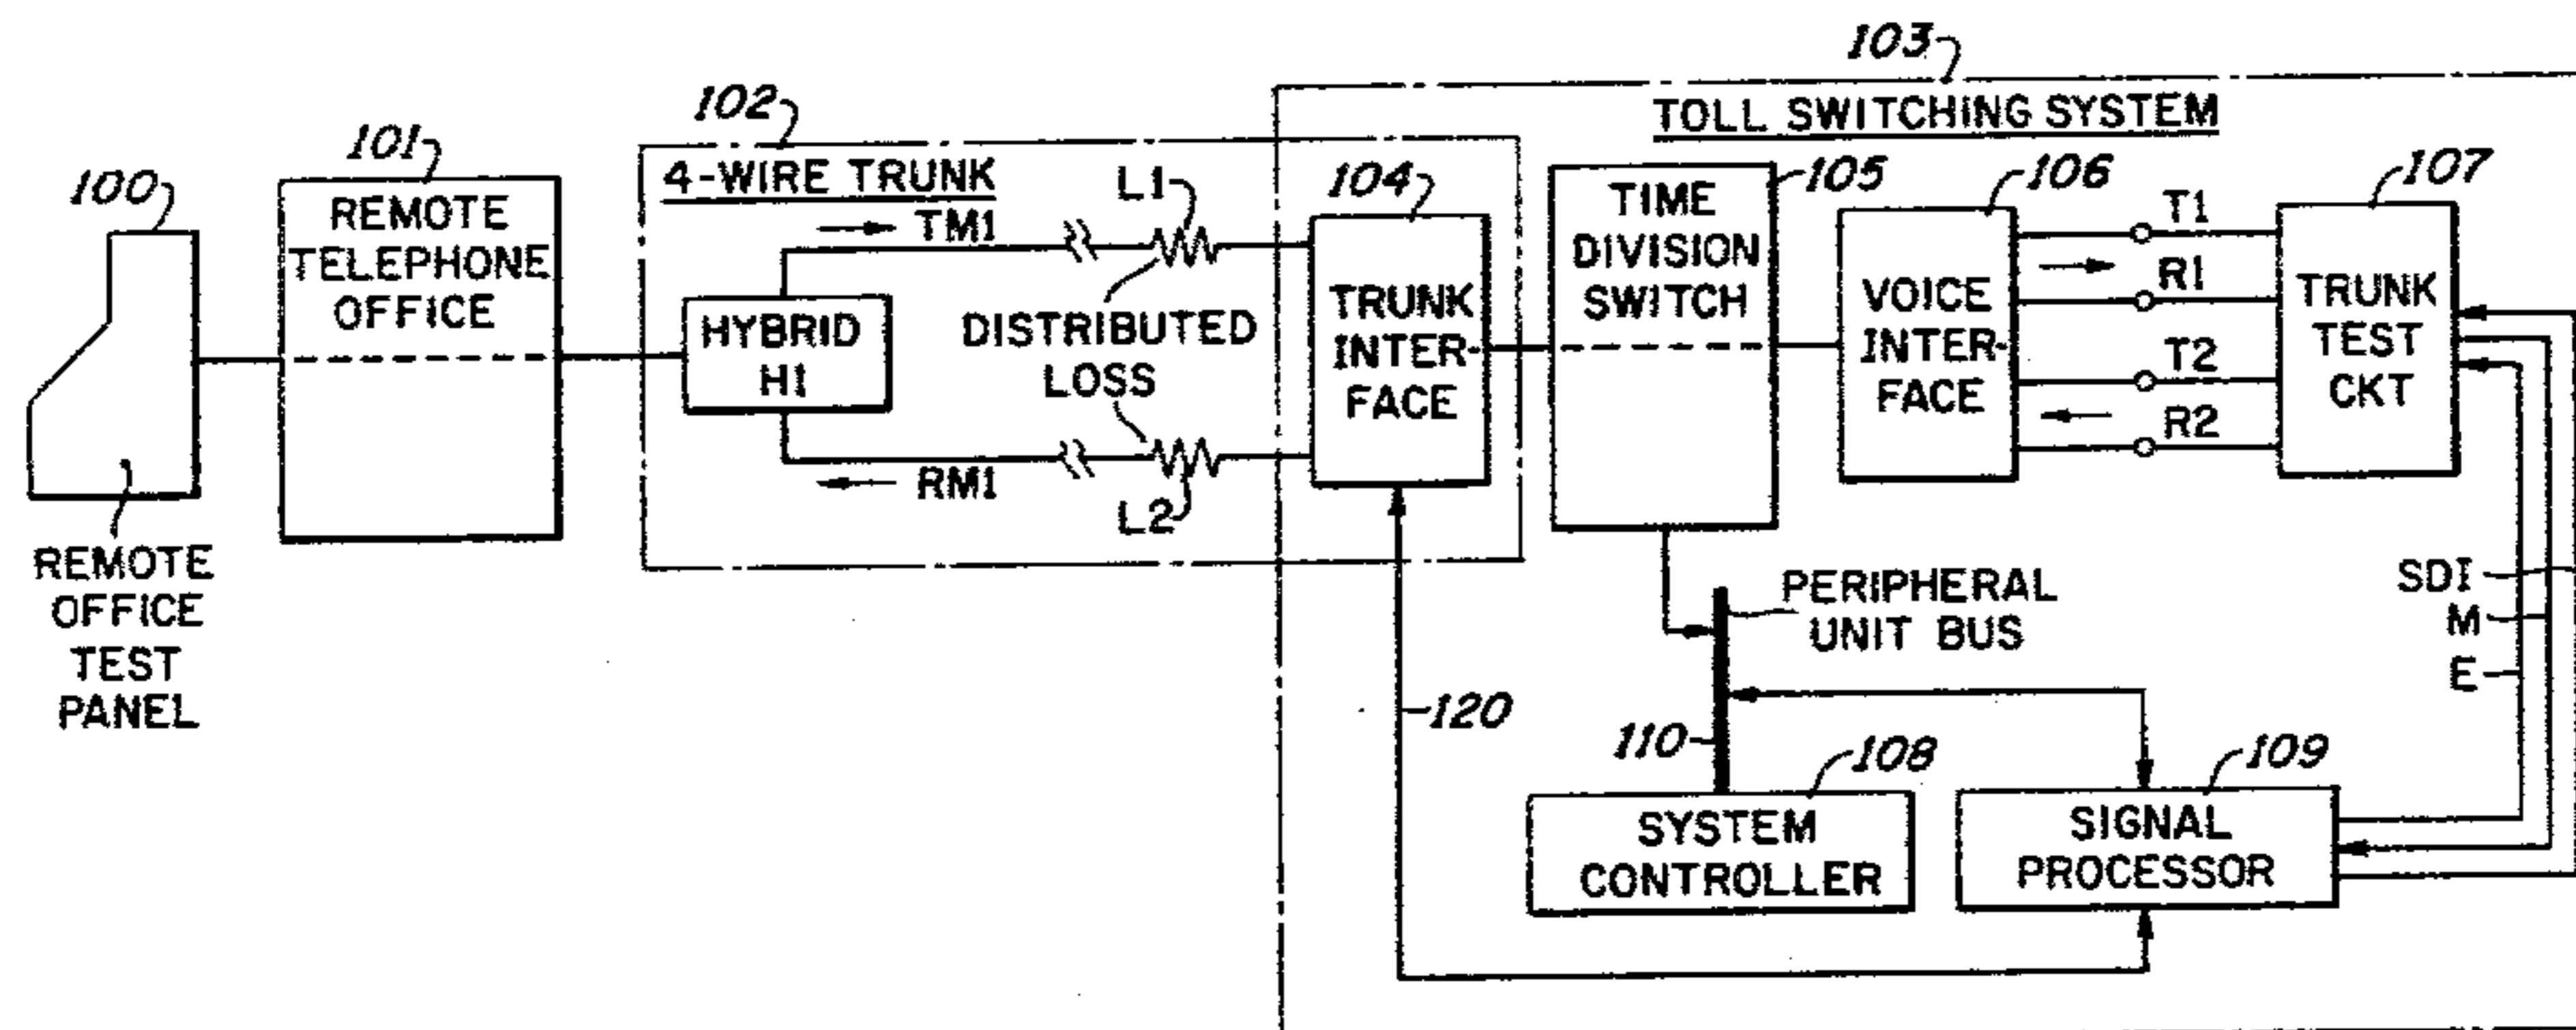 103
TOLL SWITCHING SYSTEM
102
4-WIRE TRUNK
101
REMOTE
TELEPHONE
OFFICE
100
REMOTE
OFFICE
TEST
PANEL
TM1
L1
HYBRID
H1
DISTRIBUTED
LOSS
RM1
L2
104
TRUNK
INTER-
FACE
105
TIME
DIVISION
SWITCH
106
VOICE
INTER-
FACE
T1
R1
T2
R2
107
TRUNK
TEST
CKT
SDI
M
E
PERIPHERAL
UNIT BUS
120
110
108
SYSTEM
CONTROLLER
109
SIGNAL
PROCESSOR